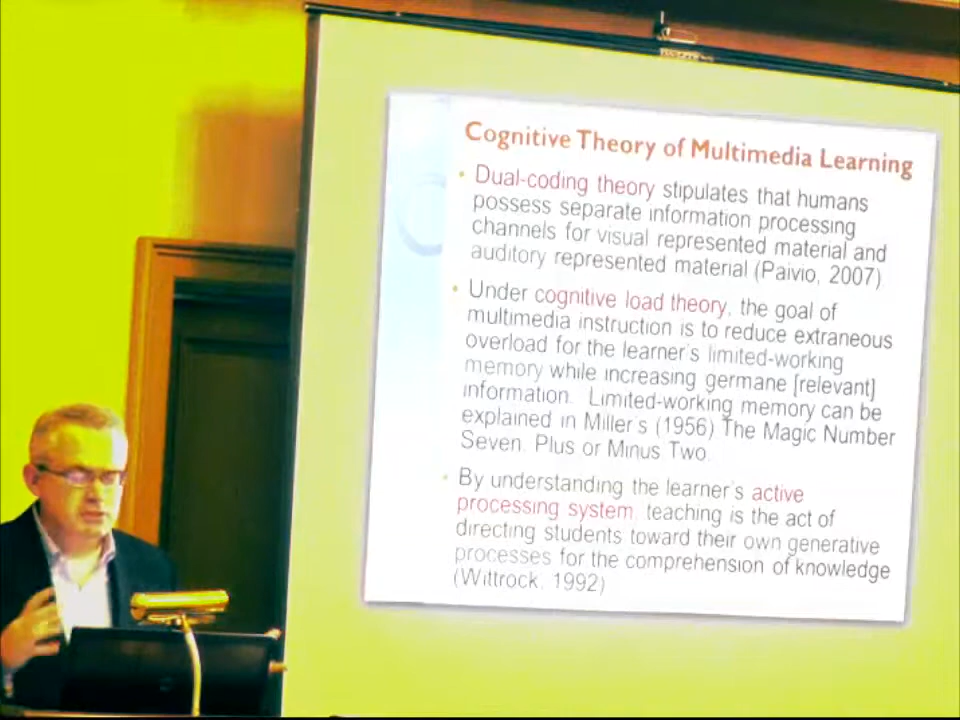 Cognitive Theory of Multimedia Learning
Dual-coding theory stipulates that humans
possess separate information processing
channels for visual represented material and
auditory represented material (Paivio, 2007)
Under cognitive load theory, the goal of
multimedia instruction is to reduce extraneous
overload for the learner's limited-working
memory while increasing germane [relevant]
information. Limited-working memory can be
explained in Miller's (1956) The Magic Number
Seven. Plus or Minus Two.
By understanding the learner's active
processing system, teaching is the act of
directing students toward their own generative
processes for the comprehension of knowledge
(Wittrock, 1992)